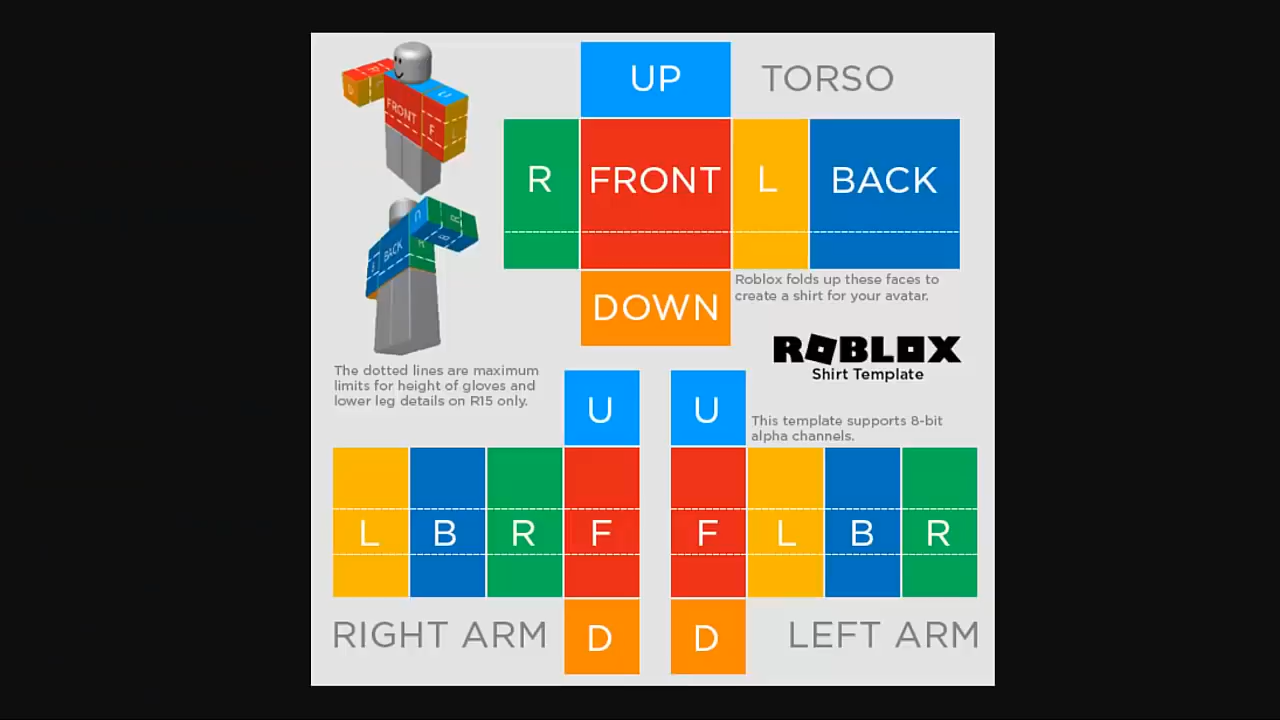 UP
TORSO
R
FRONT
L
BACK
FRONT
F
L
U
D
R
BACK
DOWN
Roblox folds up these faces to
create a shirt for your avatar.
ROBLOX
Shirt Template
The dotted lines are maximum
limits for height of gloves and
lower leg details on R15 only.
U
U
This template supports 8-bit
alpha channels.
L
B
R
F
F
L
B
R
RIGHT ARM
D
D
LEFT ARM